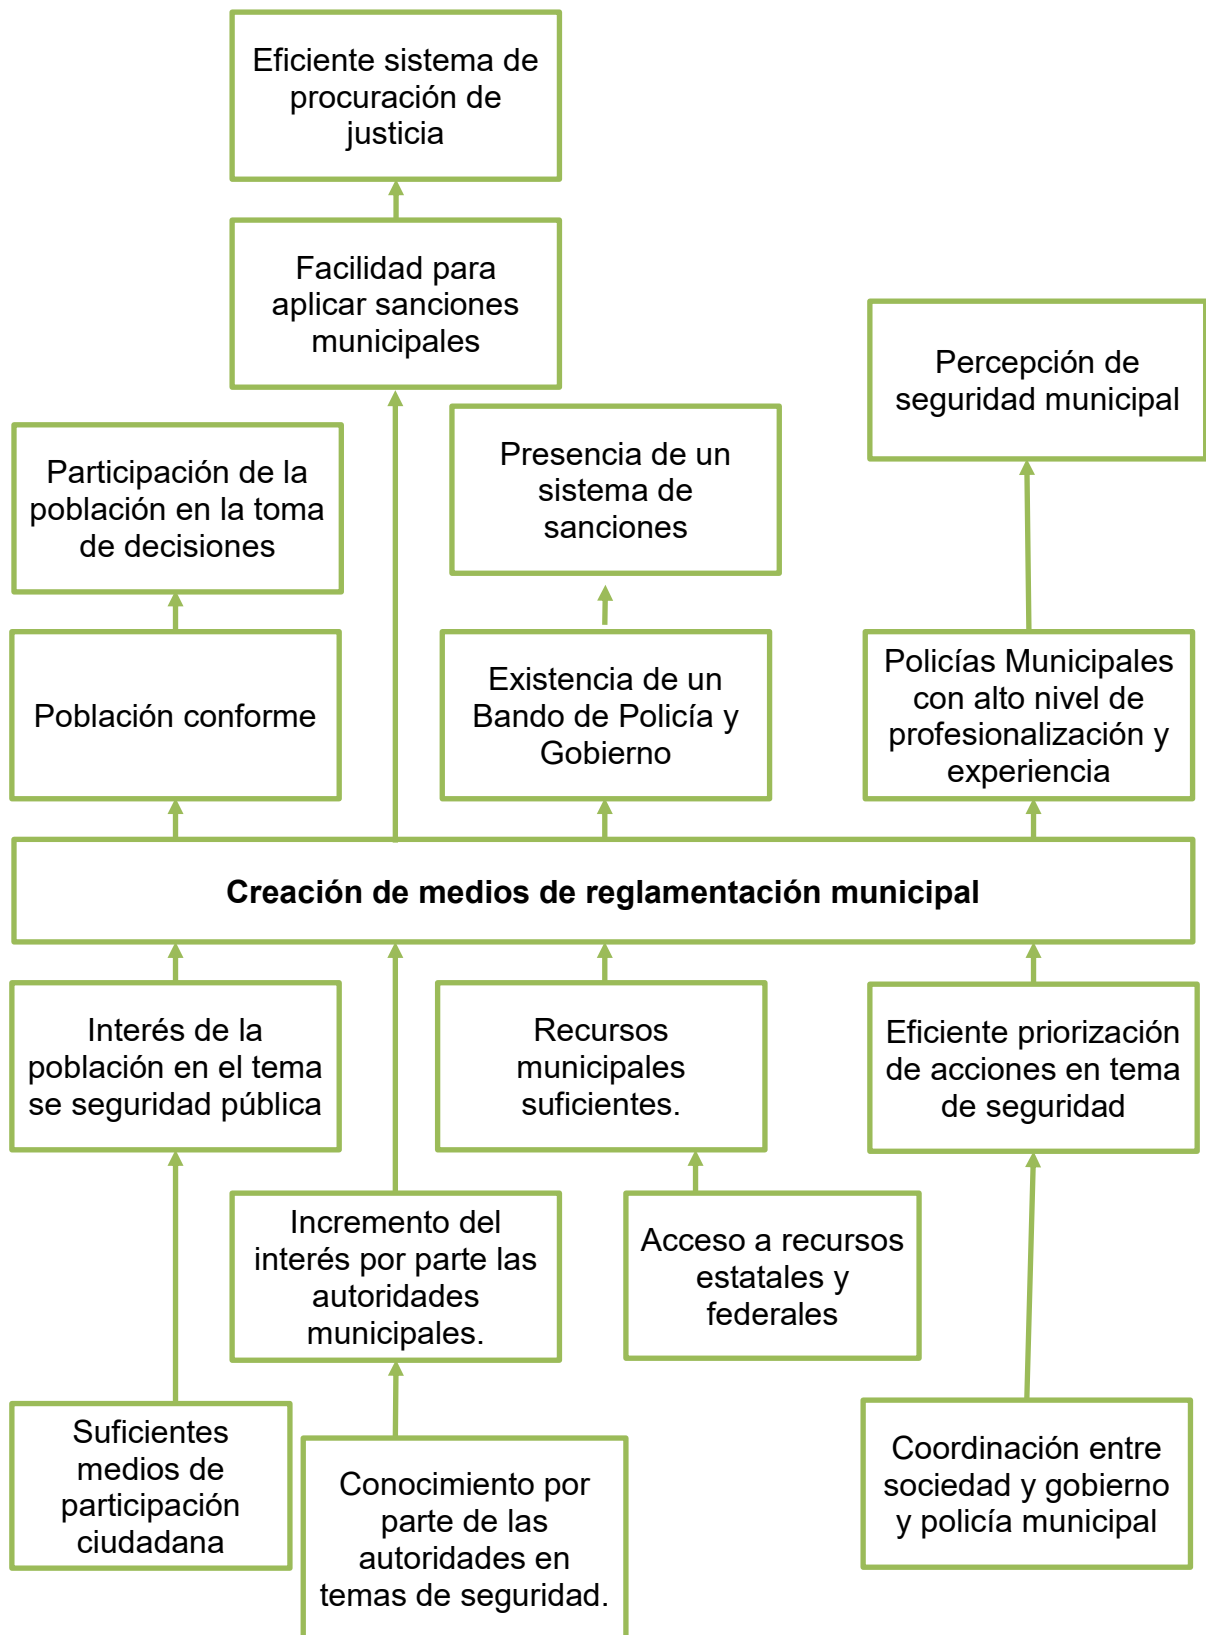 Eficiente sistema de
procuración de
justicia
Facilidad para
aplicar sanciones
municipales
Percepción de
seguridad municipal
Participación de la
población en la toma
de decisiones
Presencia de un
sistema de
sanciones
Población conforme
Existencia de un
Bando de Policía y
Gobierno
Policías Municipales
con alto nivel de
profesionalización y
experiencia
Creación de medios de reglamentación municipal
Interés de la
población en el tema
se seguridad pública
Recursos
municipales
suficientes.
Eficiente priorización
de acciones en tema
de seguridad
Incremento del
interés por parte las
autoridades
municipales.
Acceso a recursos
estatales y
federales
Suficientes
medios de
participación
ciudadana
Conocimiento por
parte de las
autoridades en
temas de seguridad.
Coordinación entre
sociedad y gobierno
y policía municipal